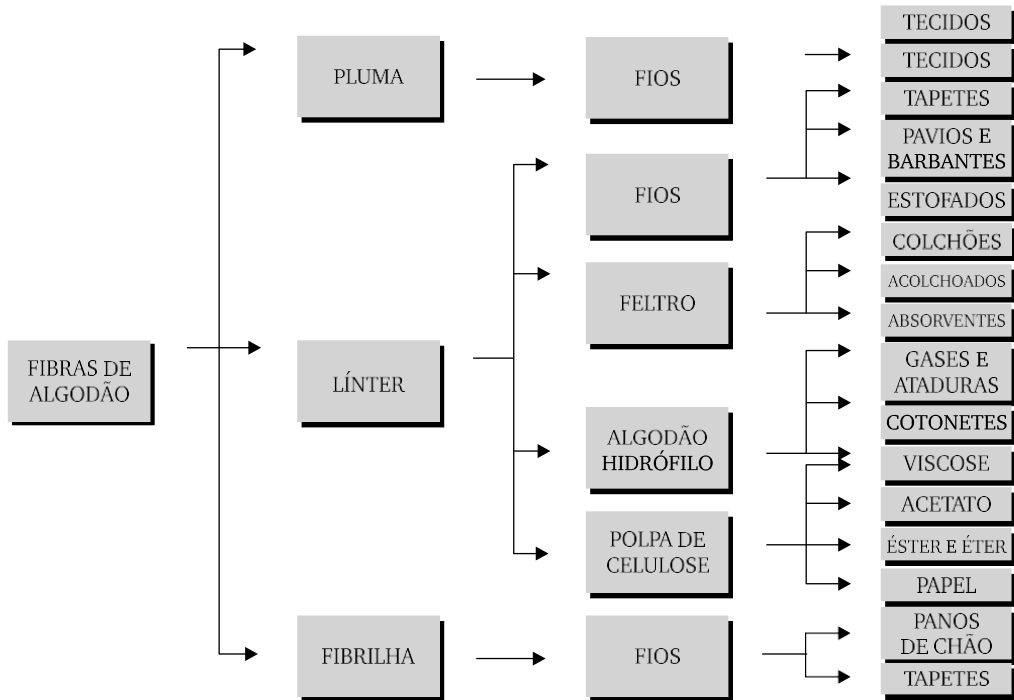 TECIDOS
TECIDOS
PLUMA
FIOS
TAPETES
PAVIOS E
BARBANTES
FIOS
ESTOFADOS
COLCHÕES
FELTRO
ACOLCHOADOS
ABSORVENTES
FIBRAS DE
ALGODÃO
LÍNTER
GASES E
ATADURAS
COTONETES
ALGODÃO
HIDRÓFILO
VISCOSE
ACETATO
POLPA DE
CELULOSE
ÉSTER E ÉTER
PAPEL
PANOS
DE CHÃO
FIBRILHA
FIOS
TAPETES